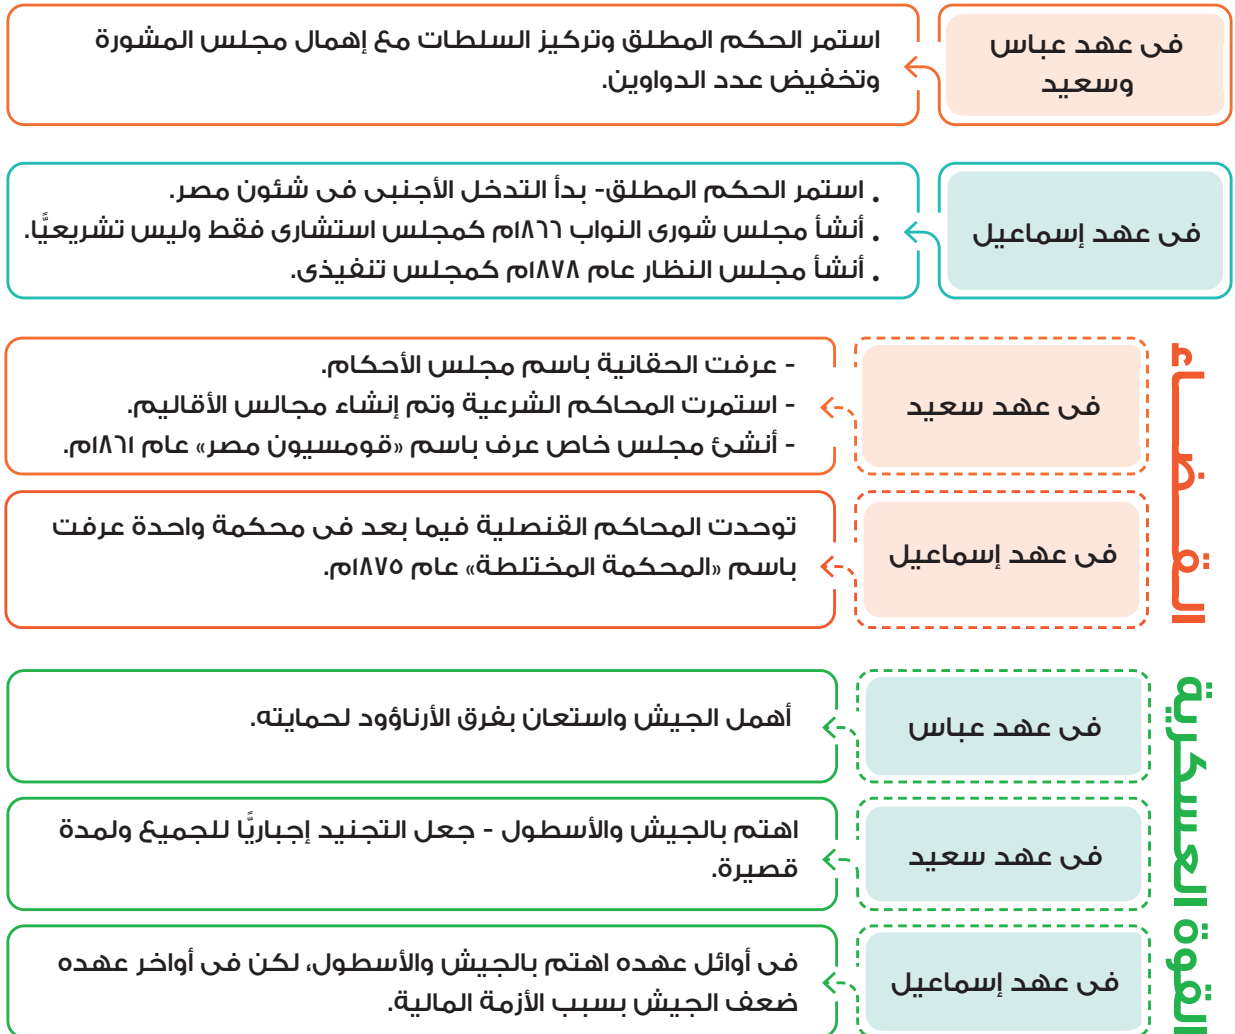 فى عهد عباس
وسعيد
استمر الحكم المطلق وتركيز السلطات مع إهمال مجلس المشورة
وتخفيض عدد الدواوين.
فى عهد إسماعيل
. استمر الحكم المطلق- بدأ التدخل الأجنبى فى شئون مصر.
. أنشأ مجلس شورى النواب ١٨٦٦م كمجلس استشارى فقط وليس تشريعيًّا.
. أنشأ مجلس النظار عام ١٨٧٨م كمجلس تنفيذى.
القـــضـــاء
فى عهد سعيد
- عرفت الحقانية باسم مجلس الأحكام.
- استمرت المحاكم الشرعية وتم إنشاء مجالس الأقاليم.
- أنشئ مجلس خاص عرف باسم «قومسيون مصر» عام ١٨٦١م.
فى عهد إسماعيل
توحدت المحاكم القنصلية فيما بعد فى محكمة واحدة عرفت
باسم «المحكمة المختلطة» عام ١٨٧٥م.
القوة العسكرية
فى عهد عباس
أهمل الجيش واستعان بفرق الأرناؤود لحمايته.
فى عهد سعيد
اهتم بالجيش والأسطول - جعل التجنيد إجباريًّا للجميع ولمدة
قصيرة.
فى عهد إسماعيل
فى أوائل عهده اهتم بالجيش والأسطول، لكن فى أواخر عهده
ضعف الجيش بسبب الأزمة المالية.